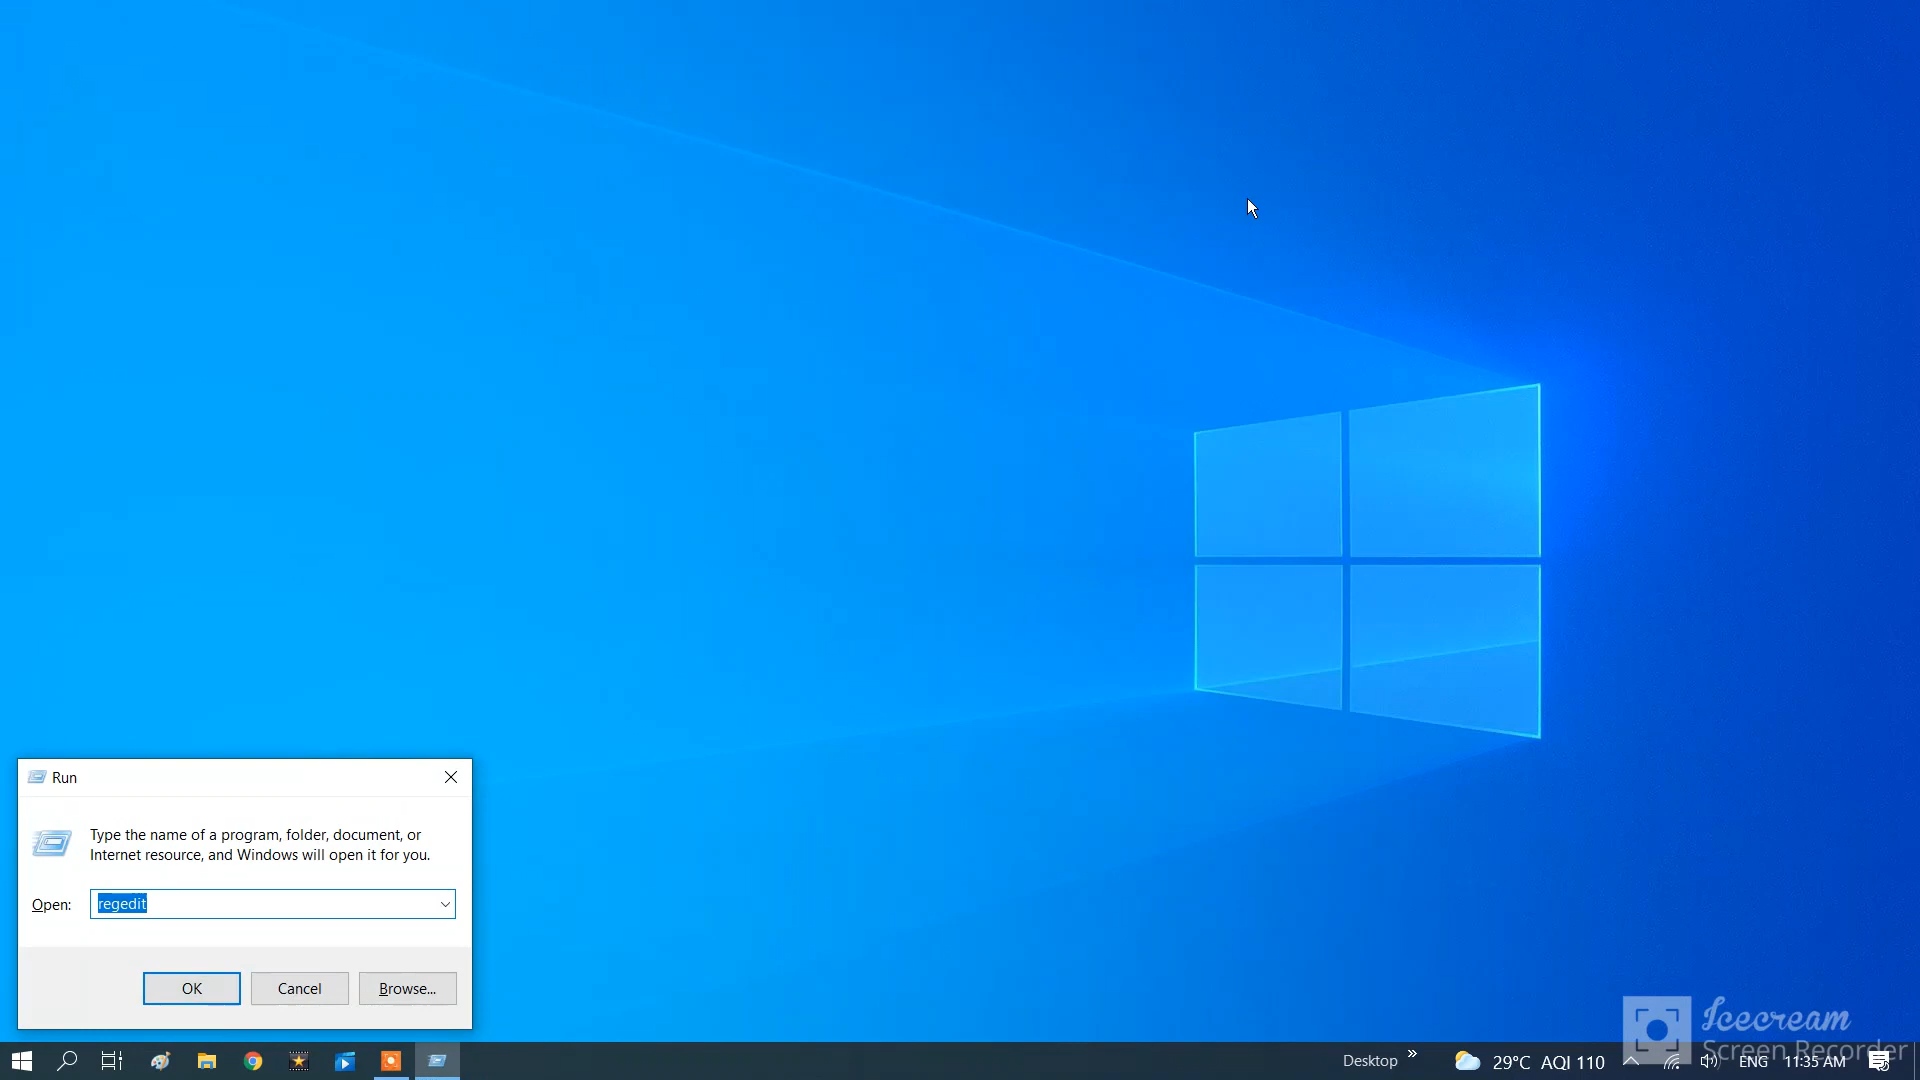 Run
Type the name of a program, folder, document, or
Internet resource, and Windows will open it for you.
Open: regedit
OK Cancel Browse...
Icecream
Screen Recorder
Desktop » 29°C AQI 110 ENG 11:35 AM